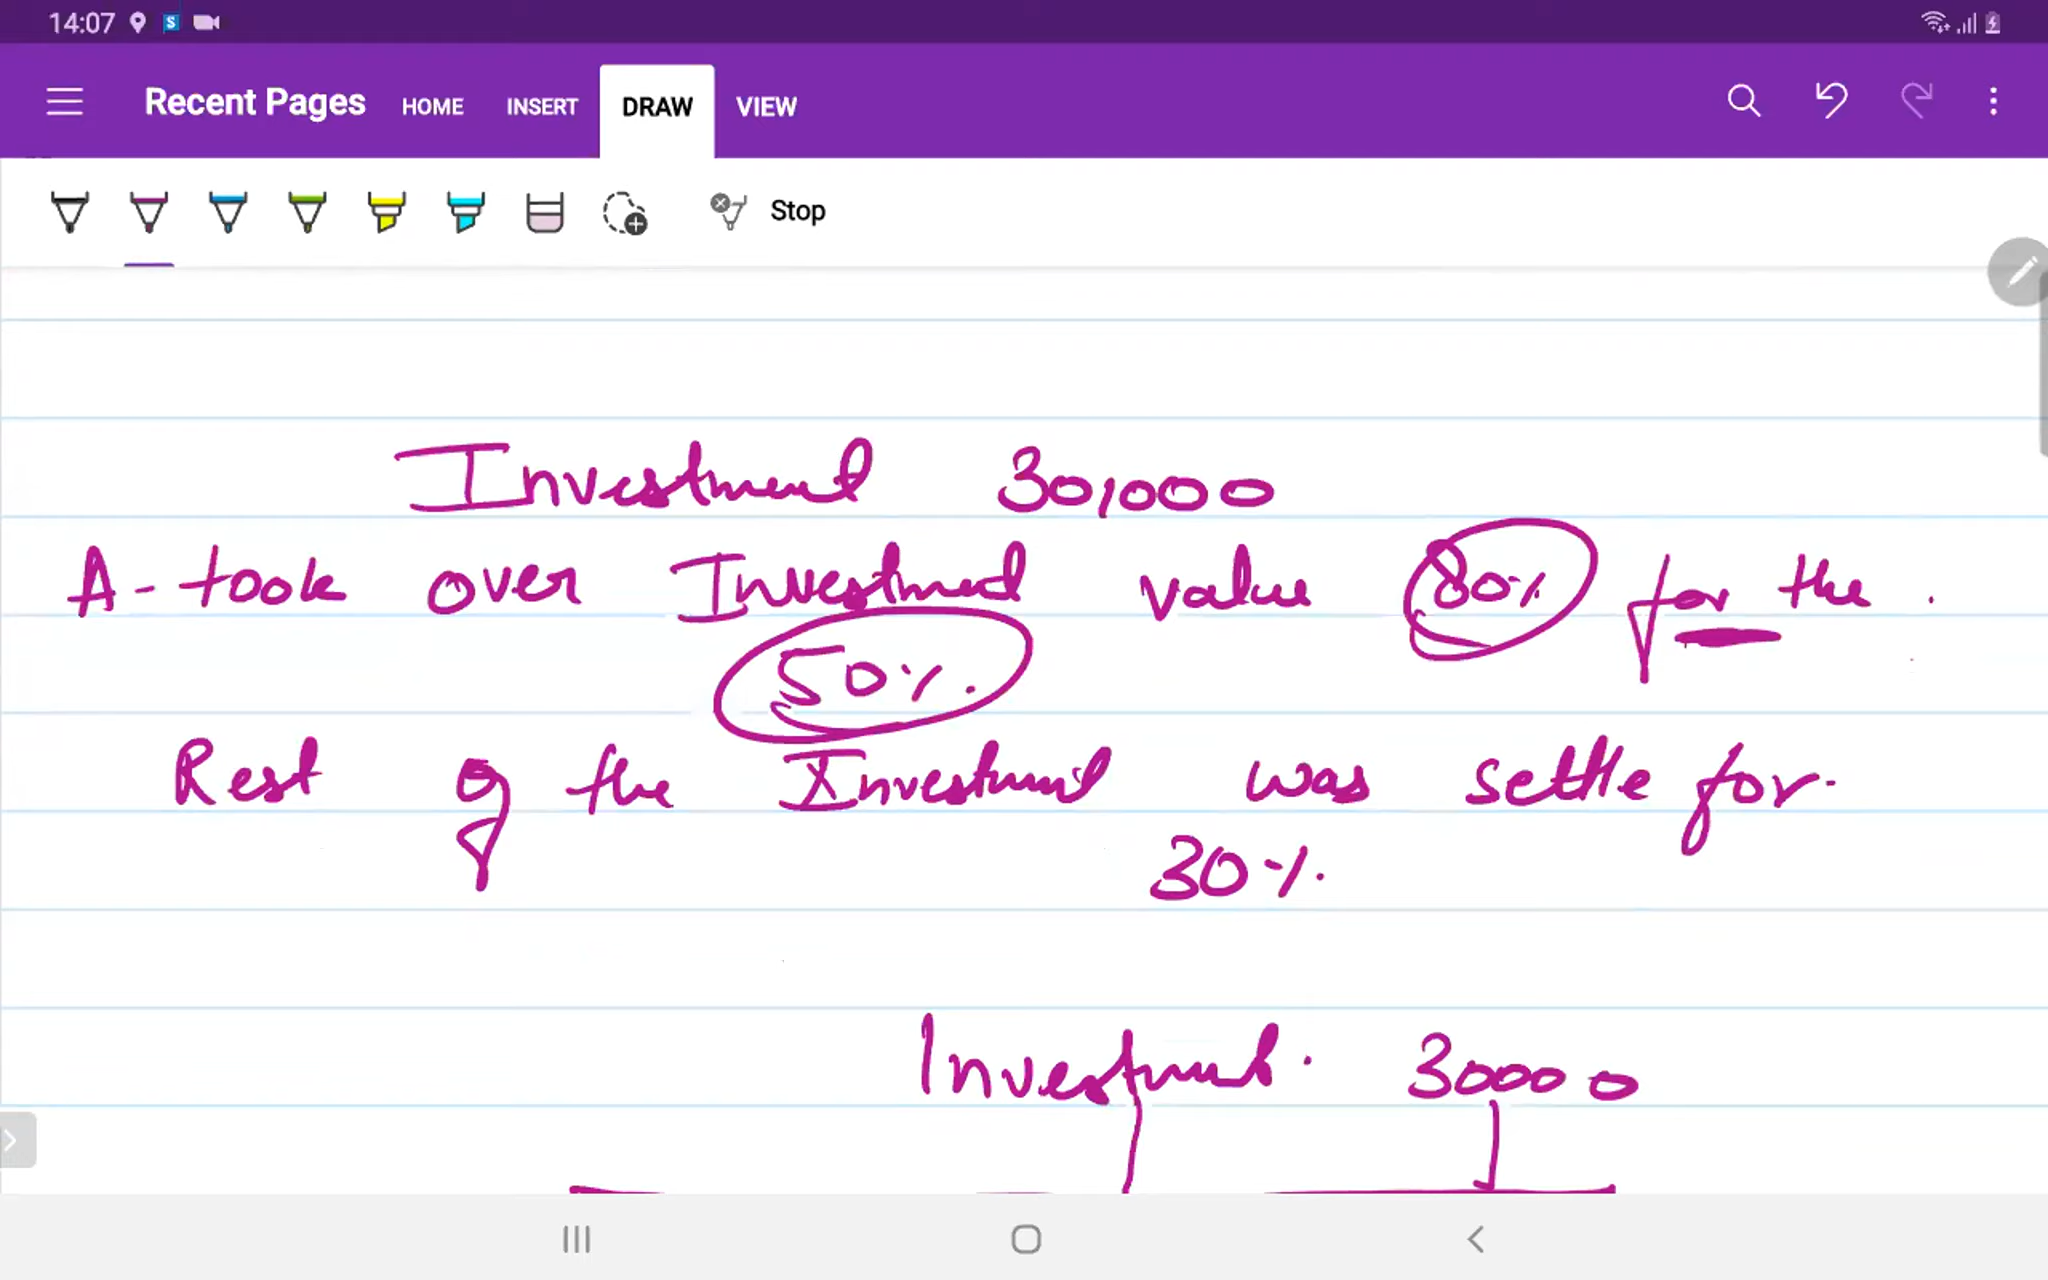 14:07
Recent Pages HOME INSERT DRAW VIEW
Stop
Investment 30,000
A - took over Investmed value 80% for the
50%.
Rest of the Investment was settle for.
30%.
Investment. 30000